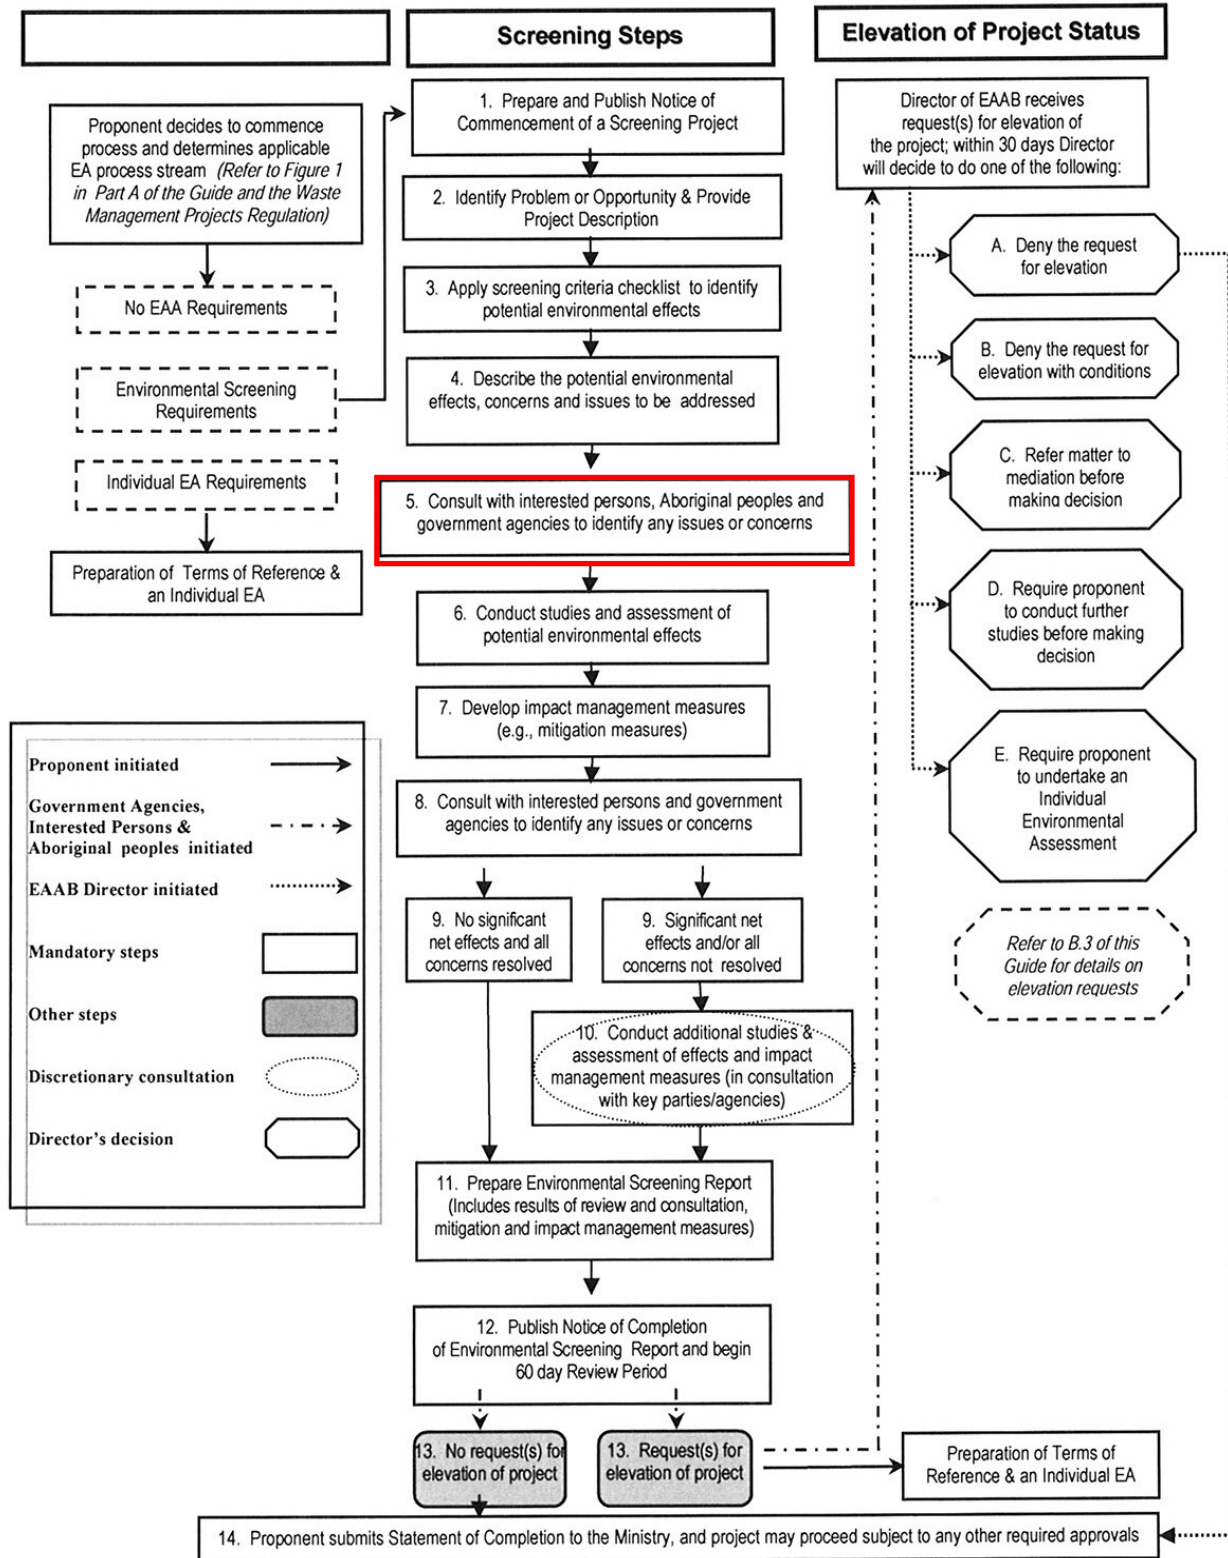 Screening Steps
Elevation of Project Status
Proponent decides to commence
process and determines applicable
EA process stream (Refer to Figure 1
in Part A of the Guide and the Waste
Management Projects Regulation)
No EAA Requirements
Environmental Screening
Requirements
Individual EA Requirements
Preparation of Terms of Reference &
an Individual EA
1. Prepare and Publish Notice of
Commencement of a Screening Project
2. Identify Problem or Opportunity & Provide
Project Description
3. Apply screening criteria checklist to identify
potential environmental effects
4. Describe the potential environmental
effects, concerns and issues to be addressed
5. Consult with interested persons, Aboriginal peoples and
government agencies to identify any issues or concerns
6. Conduct studies and assessment of
potential environmental effects
7. Develop impact management measures
(e.g., mitigation measures)
8. Consult with interested persons and government
agencies to identify any issues or concerns
9. No significant
net effects and all
concerns resolved
9. Significant net
effects and/or all
concerns not resolved
10. Conduct additional studies &
assessment of effects and impact
management measures (in consultation
with key parties/agencies)
11. Prepare Environmental Screening Report
(Includes results of review and consultation,
mitigation and impact management measures)
12. Publish Notice of Completion
of Environmental Screening Report and begin
60 day Review Period
13. No request(s) for
elevation of project
13. Request(s) for
elevation of project
Preparation of Terms of
Reference & an Individual EA
14. Proponent submits Statement of Completion to the Ministry, and project may proceed subject to any other required approvals
Director of EAAB receives
request(s) for elevation of
the project; within 30 days Director
will decide to do one of the following:
A. Deny the request
for elevation
B. Deny the request for
elevation with conditions
C. Refer matter to
mediation before
making decision
D. Require proponent
to conduct further
studies before making
decision
E. Require proponent
to undertake an
Individual
Environmental
Assessment
Refer to B.3 of this
Guide for details on
elevation requests
Proponent initiated
Government Agencies,
Interested Persons &
Aboriginal peoples initiated
EAAB Director initiated
Mandatory steps
Other steps
Discretionary consultation
Director's decision